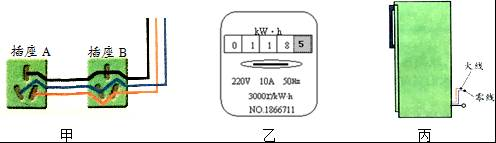 插座 A
插座 B
kW·h
0 1 1 8 5
220V 10A 50Hz
3000r/kW·h
NO.1866711
火线
零线
甲
乙
丙